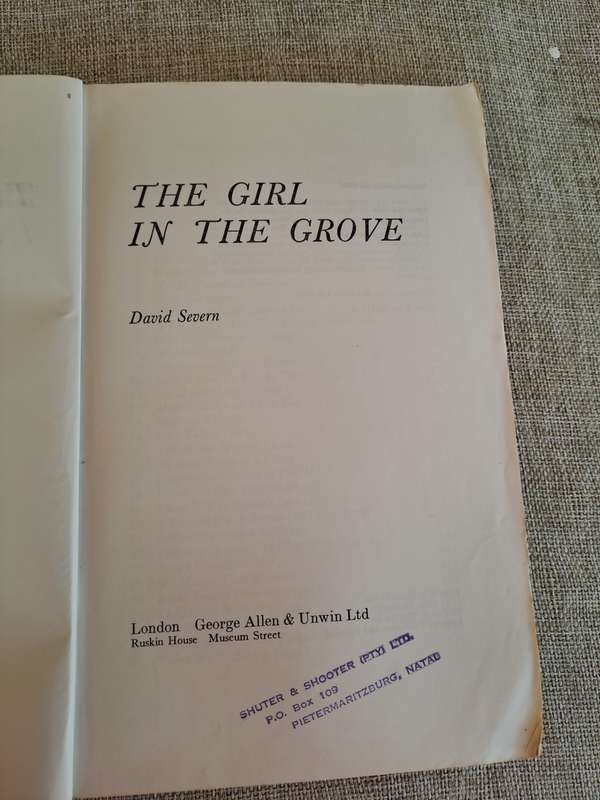 THE GIRL
IN THE GROVE
David Severn
London George Allen & Unwin Ltd
Ruskin House Museum Street
SHUTER & SHOOTER (PTY) LTD.
P.O. Box 109
PIETERMARITZBURG, NATAL